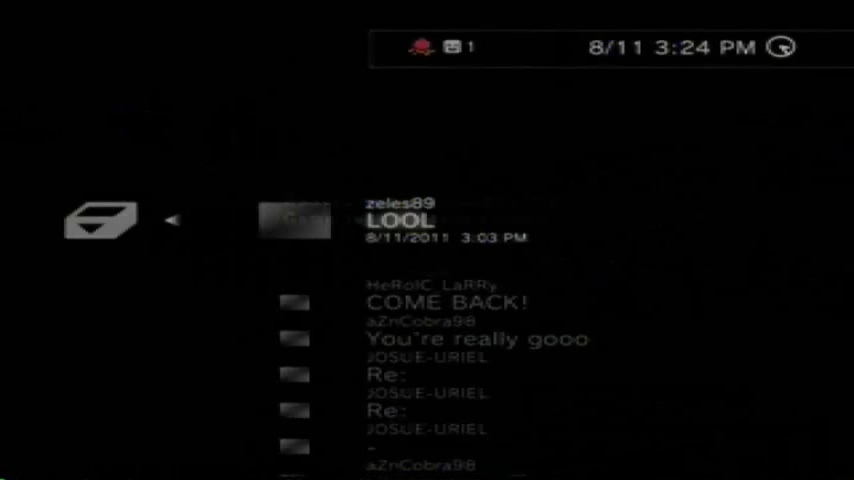 1 8/11 3:24 PM
zeles89
LOOL
8/11/2011 3:03 PM
HeRoIC_LaRRy
COME BACK!
aZnCobra98
You're really gooo
JOSUE-URIEL
Re:
JOSUE-URIEL
Re:
JOSUE-URIEL
-
aZnCobra98